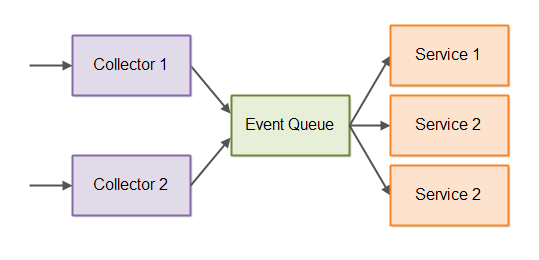 Collector 1
Collector 2
Event Queue
Service 1
Service 2
Service 2